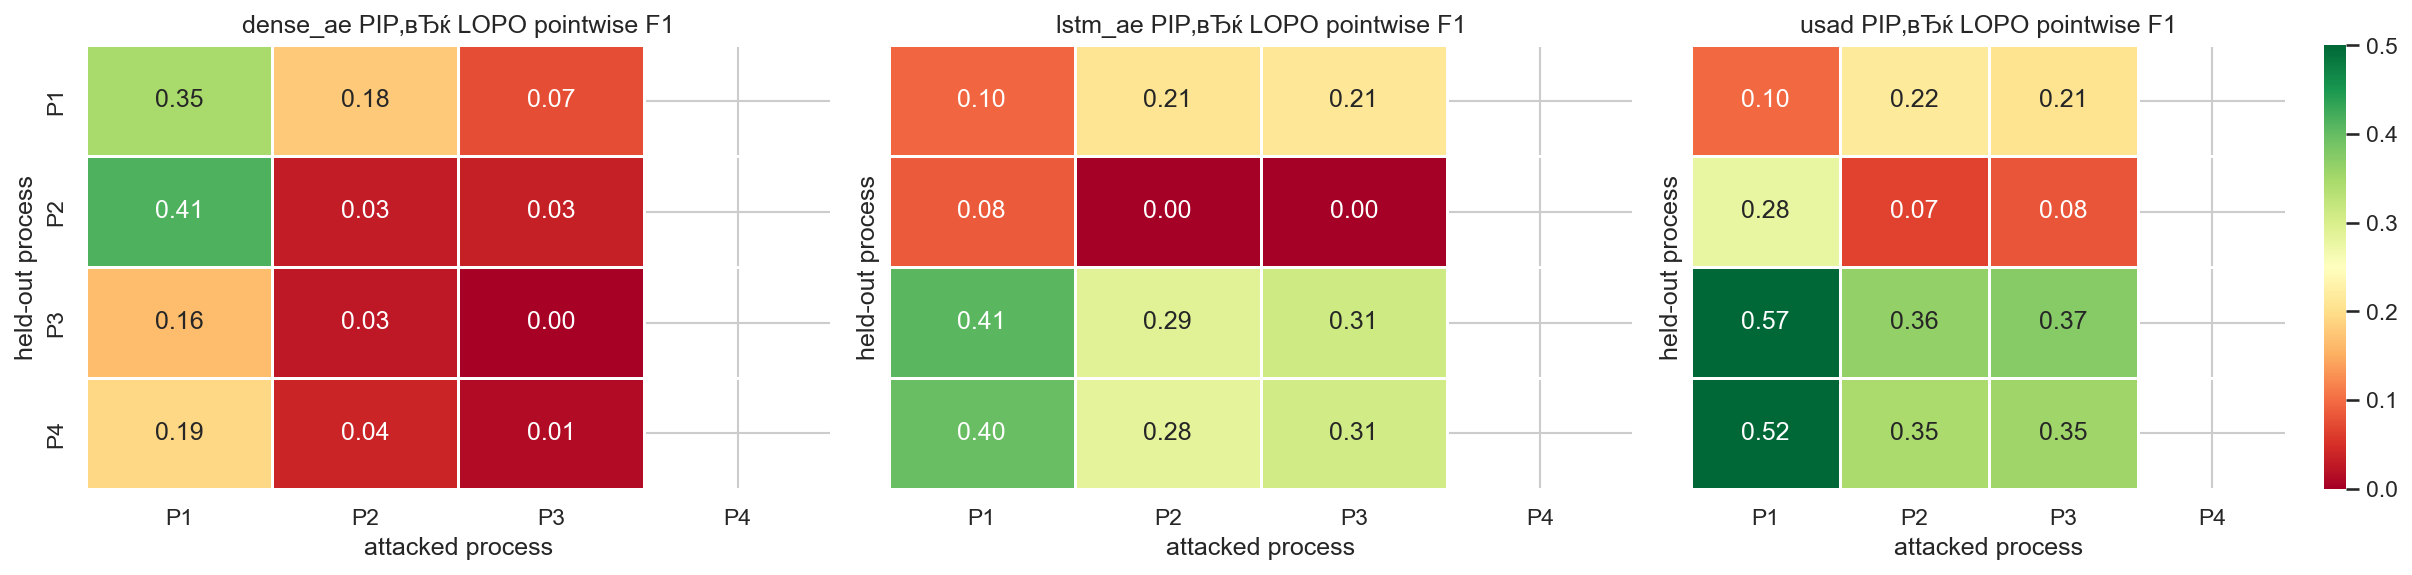 dense_ae PIP‚вЂќ LOPO pointwise F1
held-out process
P1 0.35 0.18 0.07
P2 0.41 0.03 0.03
P3 0.16 0.03 0.00
P4 0.19 0.04 0.01
P1 P2 P3 P4
attacked process
lstm_ae PIP‚вЂќ LOPO pointwise F1
held-out process
0.10 0.21 0.21
0.08 0.00 0.00
0.41 0.29 0.31
0.40 0.28 0.31
P1 P2 P3 P4
attacked process
usad PIP‚вЂќ LOPO pointwise F1
held-out process
0.10 0.22 0.21
0.28 0.07 0.08
0.57 0.36 0.37
0.52 0.35 0.35
P1 P2 P3 P4
attacked process
0.5
0.4
0.3
0.2
0.1
0.0